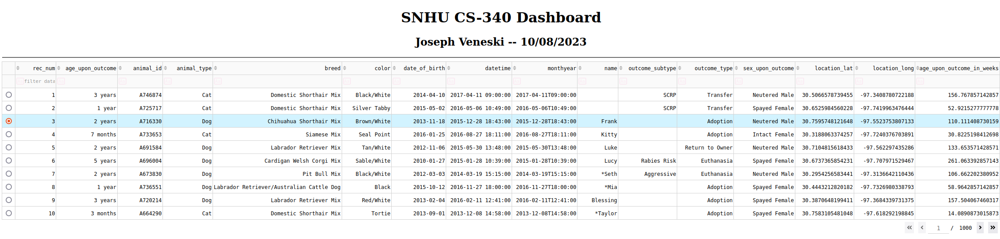 SNHU CS-340 Dashboard
Joseph Veneski -- 10/08/2023
rec_num age_upon_outcome animal_id animal_type breed color date_of_birth datetime monthyear name outcome_subtype outcome_type sex_upon_outcome location_lat location_long age_upon_outcome_in_weeks
Aa filter data Aa Aa Aa Aa Aa Aa Aa Aa Aa Aa Aa Aa Aa Aa Aa
1 3 years A746874 Cat Domestic Shorthair Mix Black/White 2014-04-10 2017-04-11 09:00:00 2017-04-11T09:00:00 SCRP Transfer Neutered Male 30.5066578739455 -97.3408780722188 156.767857142857
2 1 year A725717 Cat Domestic Shorthair Mix Silver Tabby 2015-05-02 2016-05-06 10:49:00 2016-05-06T10:49:00 SCRP Transfer Spayed Female 30.6525984560228 -97.7419963476444 52.9215277777778
3 2 years A716330 Dog Chihuahua Shorthair Mix Brown/White 2013-11-18 2015-12-28 18:43:00 2015-12-28T18:43:00 Frank Adoption Neutered Male 30.7595748121648 -97.5523753807133 110.111408730159
4 7 months A733653 Cat Siamese Mix Seal Point 2016-01-25 2016-08-27 18:11:00 2016-08-27T18:11:00 Kitty Adoption Intact Female 30.3188063374257 -97.7240376703891 30.8225198412698
5 2 years A691584 Dog Labrador Retriever Mix Tan/White 2012-11-06 2015-05-30 13:48:00 2015-05-30T13:48:00 Luke Return to Owner Neutered Male 30.7104815618433 -97.562297435286 133.653571428571
6 5 years A696004 Dog Cardigan Welsh Corgi Mix Sable/White 2010-01-27 2015-01-28 10:39:00 2015-01-28T10:39:00 Lucy Rabies Risk Euthanasia Spayed Female 30.6737365854231 -97.707971529467 261.063392857143
7 2 years A673830 Dog Pit Bull Mix Black/White 2012-03-03 2014-03-19 15:15:00 2014-03-19T15:15:00 *Seth Aggressive Euthanasia Neutered Male 30.2954256583441 -97.3136642110436 106.662202380952
8 1 year A736551 Dog Labrador Retriever/Australian Cattle Dog Black 2015-10-12 2016-11-27 18:00:00 2016-11-27T18:00:00 *Mia Adoption Spayed Female 30.4443212820182 -97.7326980338793 58.9642857142857
9 3 years A720214 Dog Labrador Retriever Mix Red/White 2013-02-04 2016-02-11 12:41:00 2016-02-11T12:41:00 Blessing Adoption Spayed Female 30.3870648199411 -97.3684339731375 157.504067460317
10 3 months A664290 Cat Domestic Shorthair Mix Tortie 2013-09-01 2013-12-08 14:58:00 2013-12-08T14:58:00 *Taylor Adoption Spayed Female 30.7583105481048 -97.618292198845 14.0890873015873
« ‹ 1 / 1000 › »